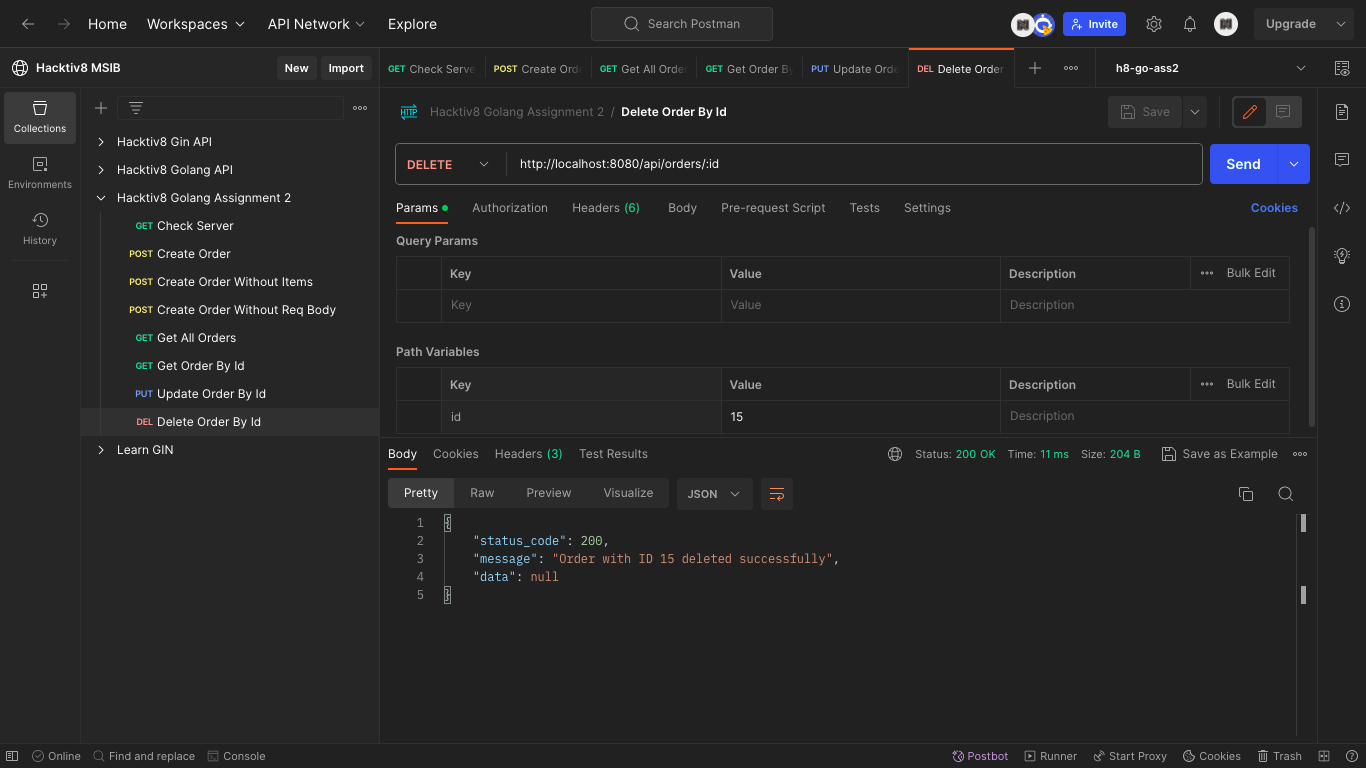 Home Workspaces API Network Explore Search Postman Invite Upgrade
Hacktiv8 MSIB New Import
GET Check Serve POST Create Orde GET Get All Order GET Get Order By PUT Update Orde DEL Delete Order h8-go-ass2
Collections
Environments
History
Hacktiv8 Gin API
Hacktiv8 Golang API
Hacktiv8 Golang Assignment 2
GET Check Server
POST Create Order
POST Create Order Without Items
POST Create Order Without Req Body
GET Get All Orders
GET Get Order By Id
PUT Update Order By Id
DEL Delete Order By Id
Learn GIN
HTTP Hacktiv8 Golang Assignment 2 / Delete Order By Id Save
DELETE http://localhost:8080/api/orders/:id Send
Params Authorization Headers (6) Body Pre-request Script Tests Settings Cookies
Query Params
Key Value Description Bulk Edit
Key Value Description
Path Variables
Key Value Description Bulk Edit
id 15 Description
Body Cookies Headers (3) Test Results Status: 200 OK Time: 11 ms Size: 204 B Save as Example
Pretty Raw Preview Visualize JSON
1 {
2 "status_code": 200,
3 "message": "Order with ID 15 deleted successfully",
4 "data": null
5 }
Online Find and replace Console Postbot Runner Start Proxy Cookies Trash